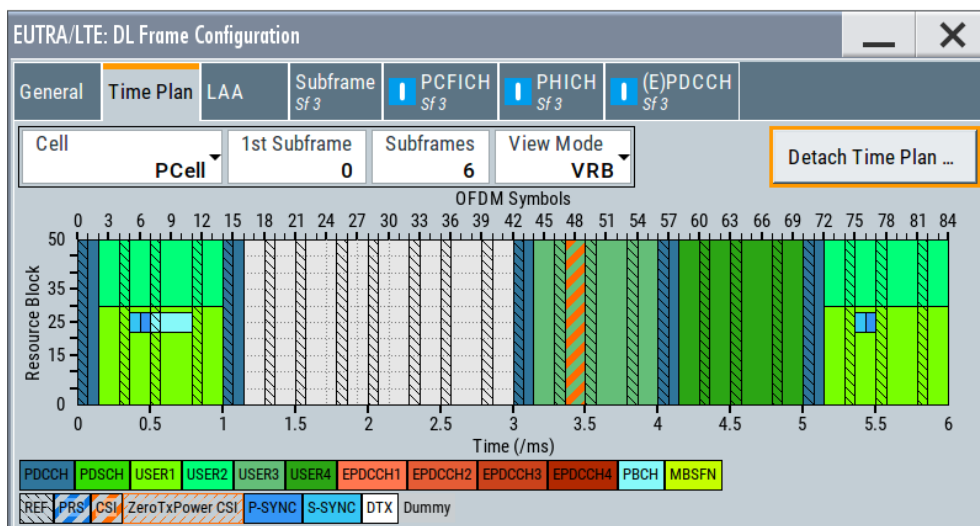 EUTRA/LTE: DL Frame Configuration
General Time Plan LAA Subframe Sf 3 PCFICH Sf 3 PHICH Sf 3 (E)PDCCH Sf 3
Cell 1st Subframe Subframes View Mode
PCell 0 6 VRB
Detach Time Plan ...
OFDM Symbols
0 3 6 9 12 15 18 21 24 27 30 33 36 39 42 45 48 51 54 57 60 63 66 69 72 75 78 81 84
Resource Block
50
35
25
15
0
0 0.5 1 1.5 2 2.5 3 3.5 4 4.5 5 5.5 6
Time (/ms)
PDCCH PDSCH USER1 USER2 USER3 USER4 EPDCCH1 EPDCCH2 EPDCCH3 EPDCCH4 PBCH MBSFN
REF PRS CSI ZeroTxPower CSI P-SYNC S-SYNC DTX Dummy